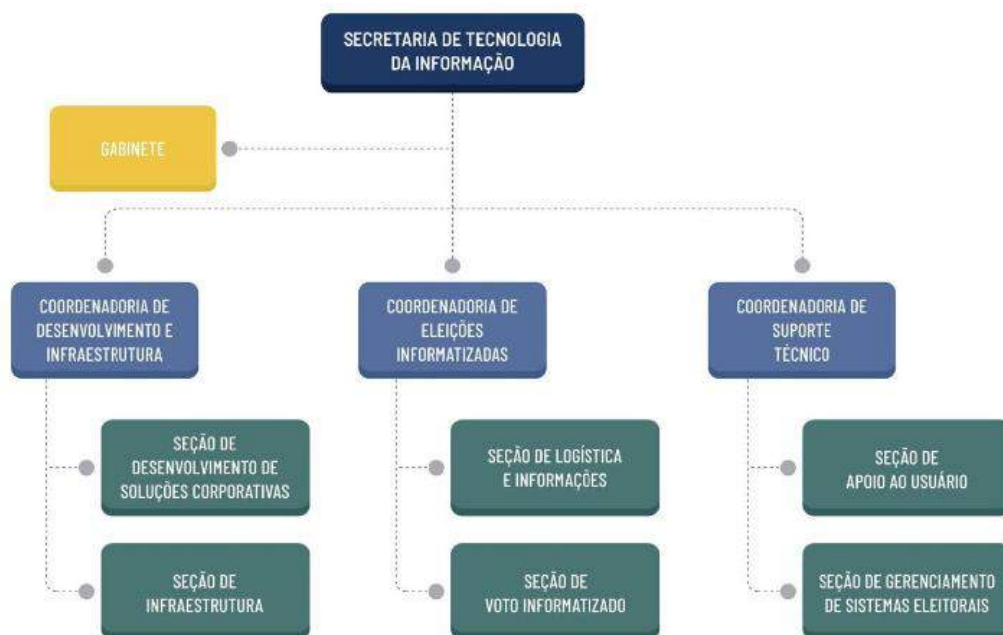 SECRETARIA DE TECNOLOGIA
DA INFORMAÇÃO
GABINETE
COORDENADORIA DE
DESENVOLVIMENTO E
INFRAESTRUTURA
COORDENADORIA DE
ELEIÇÕES
INFORMATIZADAS
COORDENADORIA DE
SUPORTE
TÉCNICO
SEÇÃO DE
DESENVOLVIMENTO DE
SOLUÇÕES CORPORATIVAS
SEÇÃO DE LOGÍSTICA
E INFORMAÇÕES
SEÇÃO DE
APOIO AO USUÁRIO
SEÇÃO DE
INFRAESTRUTURA
SEÇÃO DE
VOTO INFORMATIZADO
SEÇÃO DE GERENCIAMENTO
DE SISTEMAS ELEITORAIS